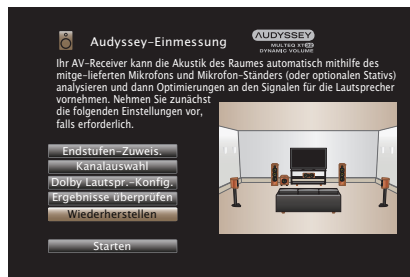 Audyssey-Einmessung
AUDYSSEY
MULTEQ XT32
DYNAMIC VOLUME
Ihr AV-Receiver kann die Akustik des Raumes automatisch mithilfe des
mitge-lieferten Mikrofons und Mikrofon-Ständers (oder optionalen Stativs)
analysieren und dann Optimierungen an den Signalen für die Lautsprecher
vornehmen. Nehmen Sie zunächst
die folgenden Einstellungen vor,
falls erforderlich.
Endstufen-Zuweis.
Kanalauswahl
Dolby Lautspr.-Konfig.
Ergebnisse überprüfen
Wiederherstellen
Starten